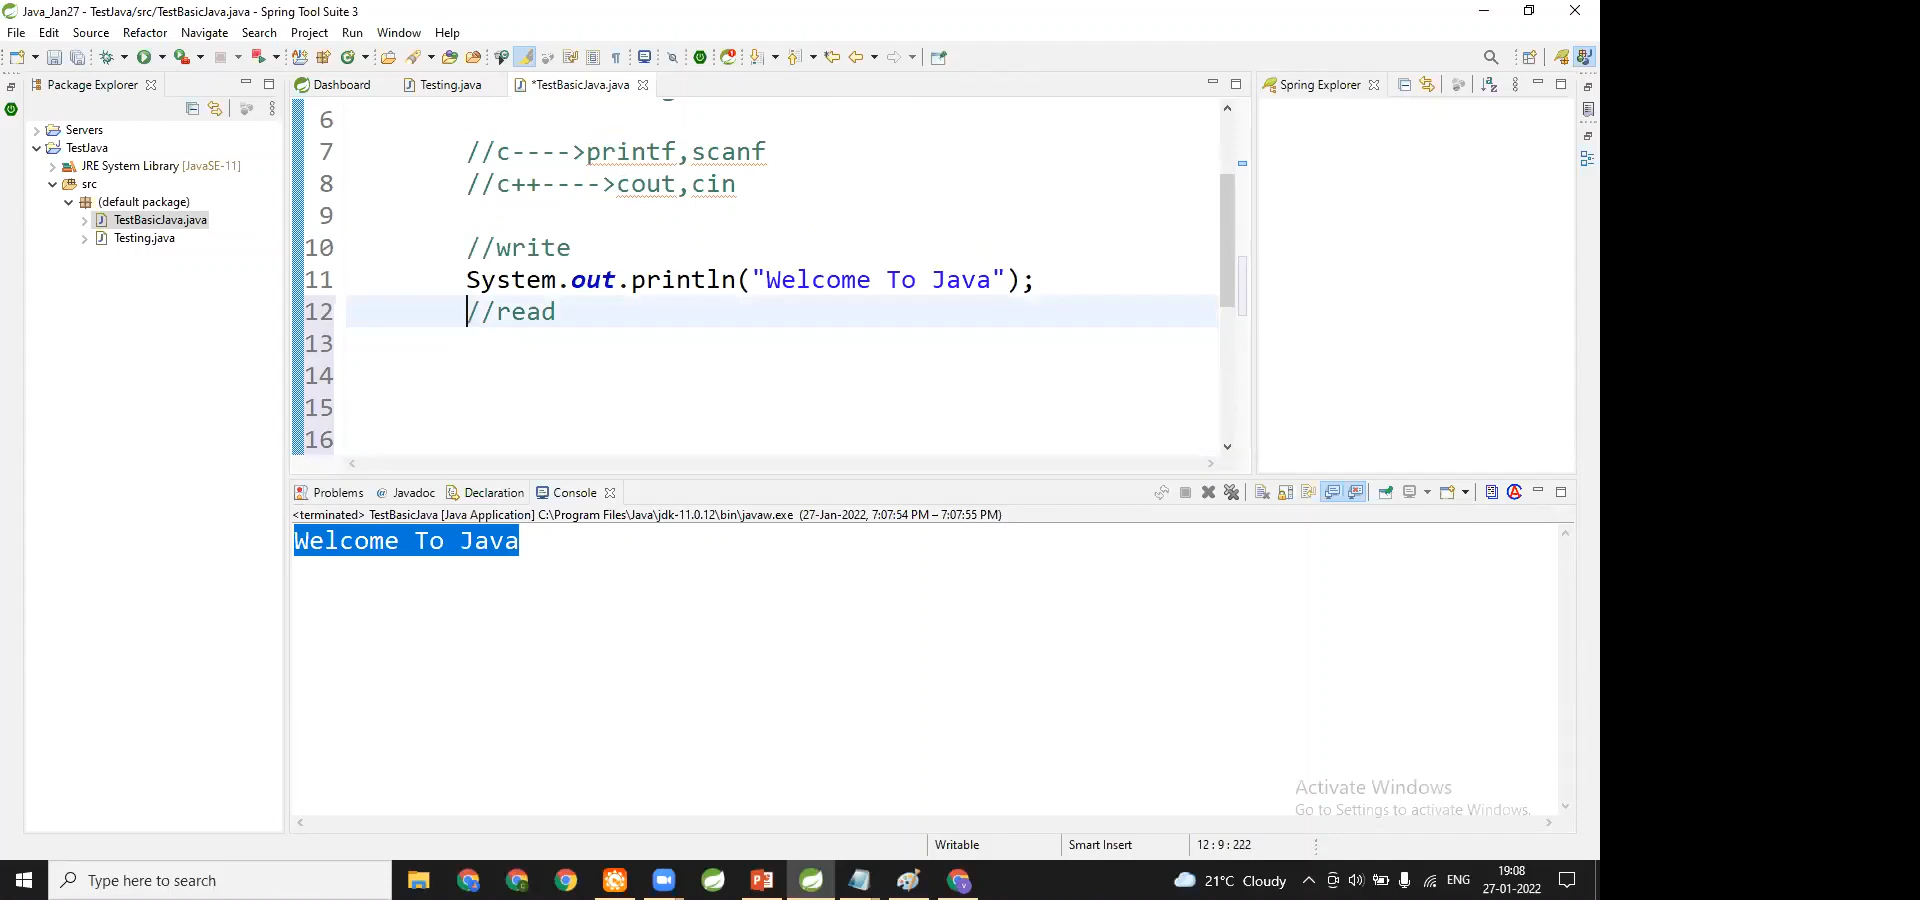 Java_Jan27 - TestJava/src/TestBasicJava.java - Spring Tool Suite 3
File Edit Source Refactor Navigate Search Project Run Window Help
Package Explorer
Dashboard Testing.java *TestBasicJava.java
Spring Explorer
Servers
TestJava
JRE System Library [JavaSE-11]
src
(default package)
TestBasicJava.java
Testing.java
6
7 //c---->printf,scanf
8 //c++---->cout,cin
9
10 //write
11 System.out.println("Welcome To Java");
12 //read
13
14
15
16
Problems @ Javadoc Declaration Console
<terminated> TestBasicJava [Java Application] C:\Program Files\Java\jdk-11.0.12\bin\javaw.exe (27-Jan-2022, 7:07:54 PM – 7:07:55 PM)
Welcome To Java
Activate Windows
Go to Settings to activate Windows.
Writable Smart Insert 12 : 9 : 222
Type here to search
21°C Cloudy ENG 19:08
27-01-2022